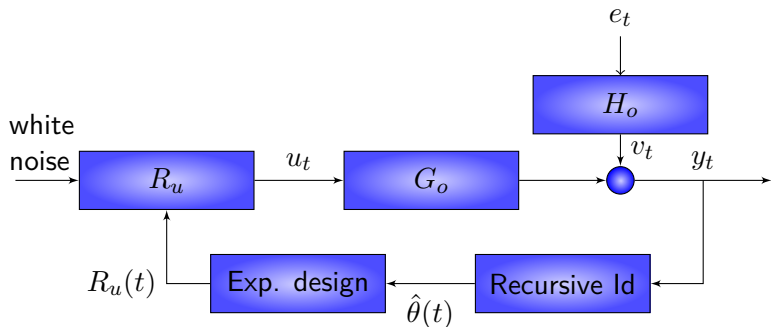 e_t
H_o
white
noise
R_u
u_t
G_o
v_t
y_t
R_u(t)
Exp. design
θ̂(t)
Recursive Id